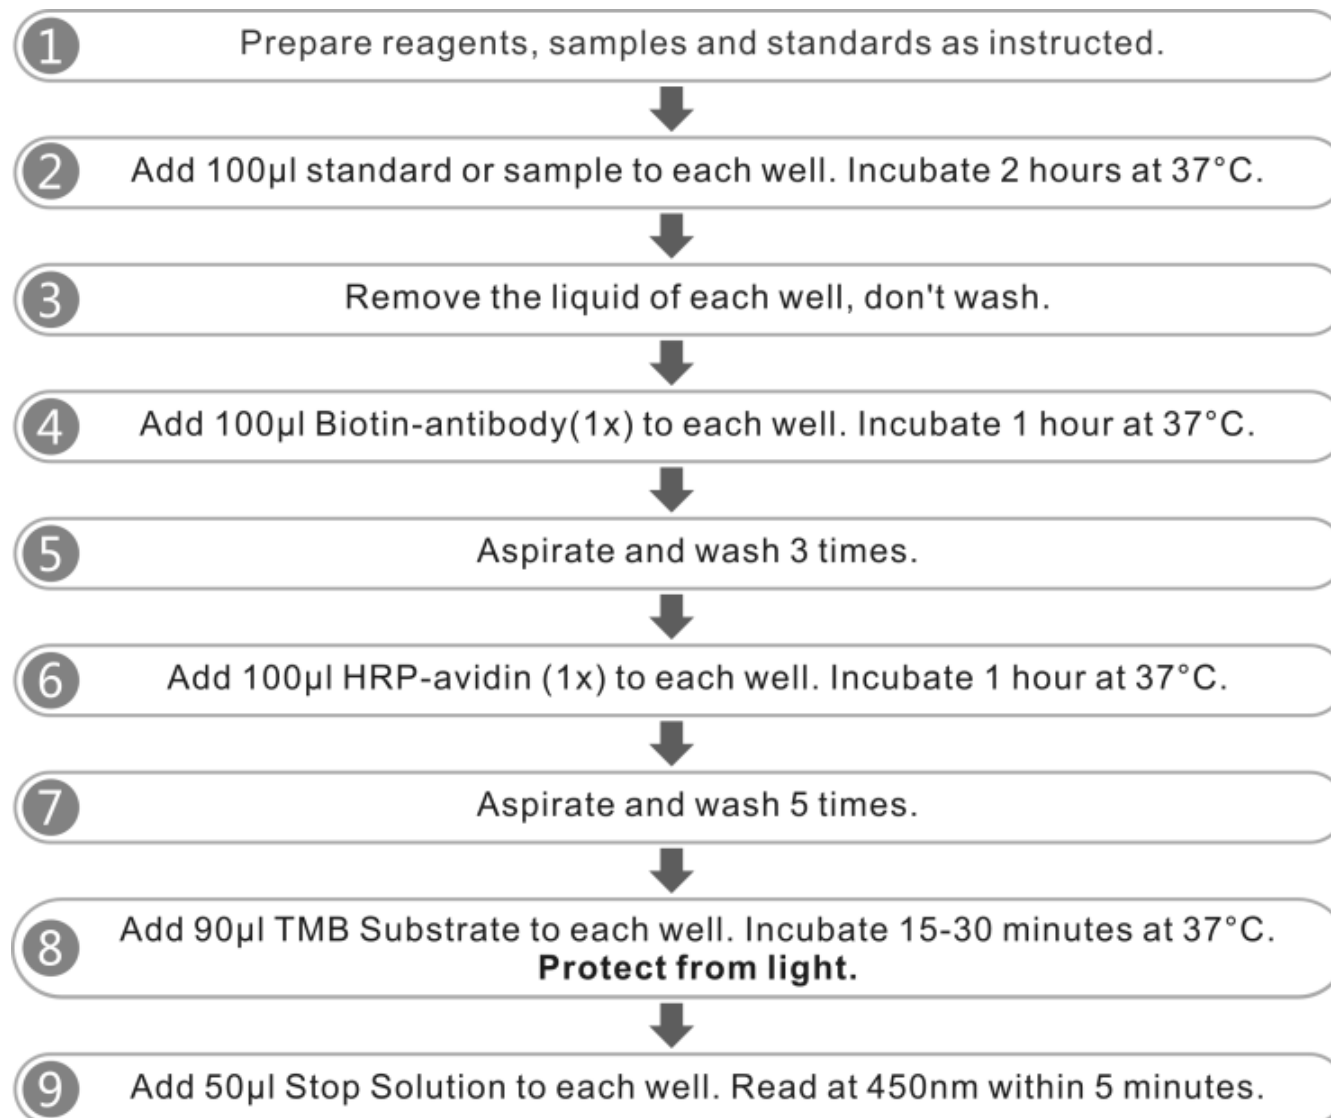 1 Prepare reagents, samples and standards as instructed.
2 Add 100µl standard or sample to each well. Incubate 2 hours at 37°C.
3 Remove the liquid of each well, don't wash.
4 Add 100µl Biotin-antibody(1x) to each well. Incubate 1 hour at 37°C.
5 Aspirate and wash 3 times.
6 Add 100µl HRP-avidin (1x) to each well. Incubate 1 hour at 37°C.
7 Aspirate and wash 5 times.
8 Add 90µl TMB Substrate to each well. Incubate 15-30 minutes at 37°C.
Protect from light.
9 Add 50µl Stop Solution to each well. Read at 450nm within 5 minutes.